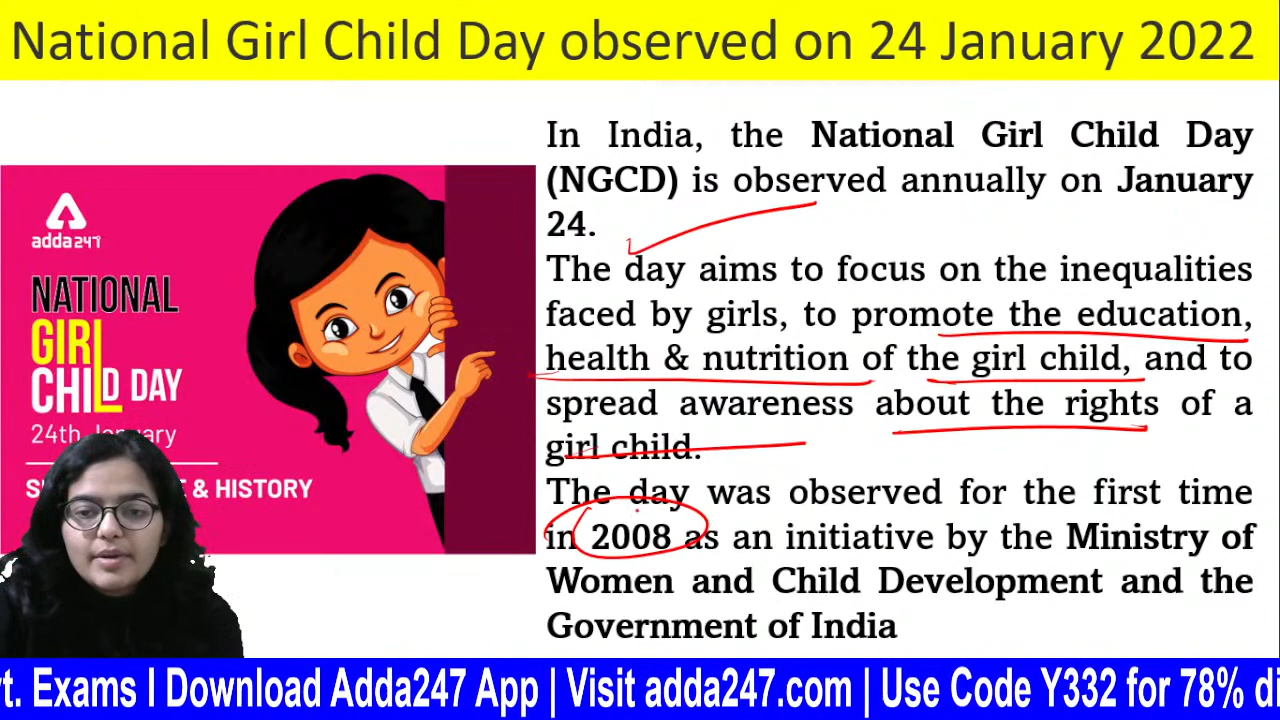 National Girl Child Day observed on 24 January 2022
adda247
NATIONAL
GIRL
CHILD DAY
24th January
& HISTORY
In India, the National Girl Child Day
(NGCD) is observed annually on January
24.
The day aims to focus on the inequalities
faced by girls, to promote the education,
health & nutrition of the girl child, and to
spread awareness about the rights of a
girl child.
The day was observed for the first time
in 2008 as an initiative by the Ministry of
Women and Child Development and the
Government of India
Exams I Download Adda247 App | Visit adda247.com | Use Code Y332 for 78%